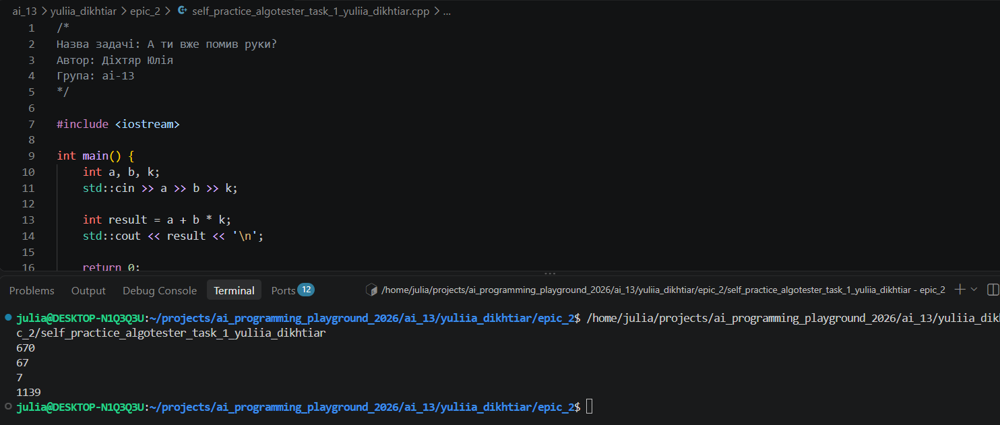 ai_13 > yuliia_dikhtiar > epic_2 > self_practice_algotester_task_1_yuliia_dikhtiar.cpp > ...
1 /*
2 Назва задачі: А ти вже помив руки?
3 Автор: Діхтяр Юлія
4 Група: аі-13
5 */
6
7 #include <iostream>
8
9 int main() {
10 int a, b, k;
11 std::cin >> a >> b >> k;
12
13 int result = a + b * k;
14 std::cout << result << '\n';
15
16 return 0;
Problems Output Debug Console Terminal Ports 12 /home/julia/projects/ai_programming_playground_2026/ai_13/yuliia_dikhtiar/epic_2/self_practice_algotester_task_1_yuliia_dikhtiar - epic_2
julia@DESKTOP-N1Q3Q3U:~/projects/ai_programming_playground_2026/ai_13/yuliia_dikhtiar/epic_2$ /home/julia/projects/ai_programming_playground_2026/ai_13/yuliia_dik
c_2/self_practice_algotester_task_1_yuliia_dikhtiar
670
67
7
1139
julia@DESKTOP-N1Q3Q3U:~/projects/ai_programming_playground_2026/ai_13/yuliia_dikhtiar/epic_2$